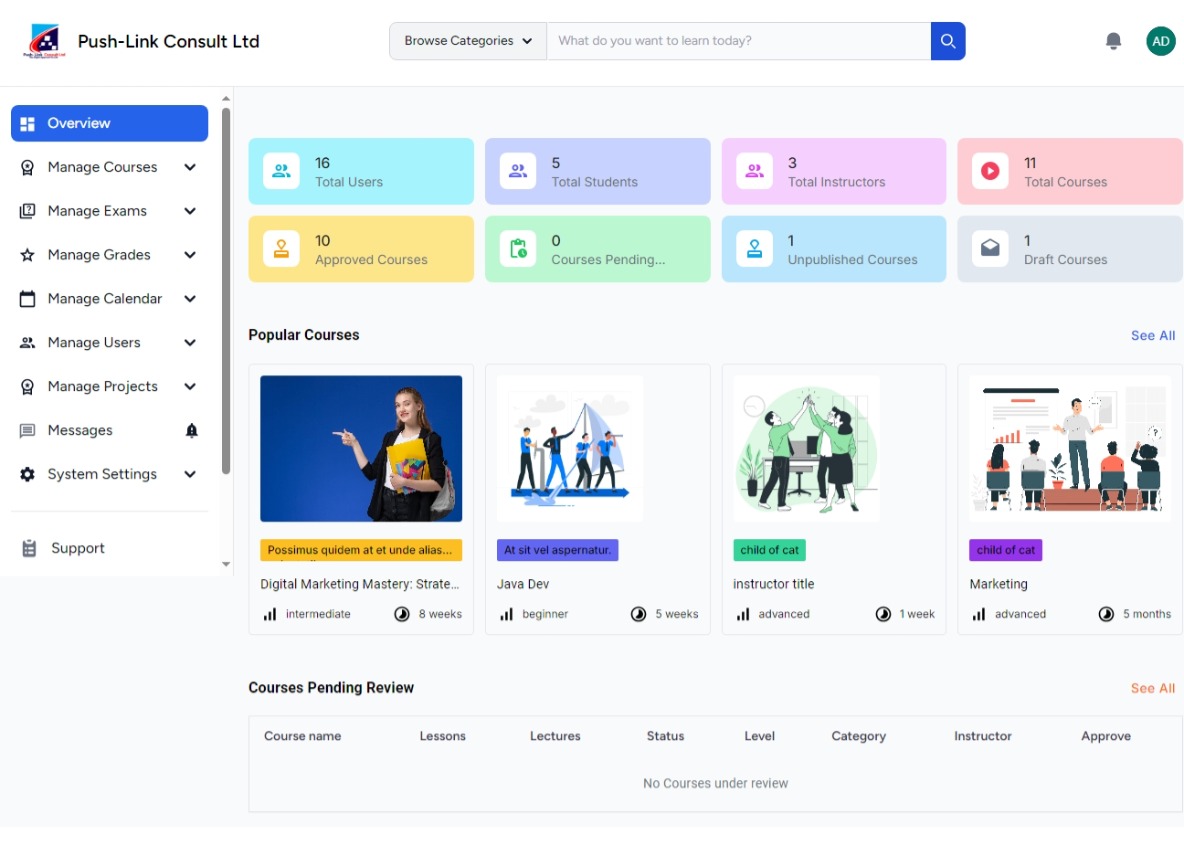 Push-Link Consult Ltd
Browse Categories
What do you want to learn today?
AD
Overview
Manage Courses
Manage Exams
Manage Grades
Manage Calendar
Manage Users
Manage Projects
Messages
System Settings
Support
16
Total Users
5
Total Students
3
Total Instructors
11
Total Courses
10
Approved Courses
0
Courses Pending...
1
Unpublished Courses
1
Draft Courses
Popular Courses
See All
Possimus quidem at et unde alias...
Digital Marketing Mastery: Strate...
intermediate
8 weeks
At sit vel aspernatur.
Java Dev
beginner
5 weeks
child of cat
instructor title
advanced
1 week
child of cat
Marketing
advanced
5 months
Courses Pending Review
See All
Course name Lessons Lectures Status Level Category Instructor Approve
No Courses under review